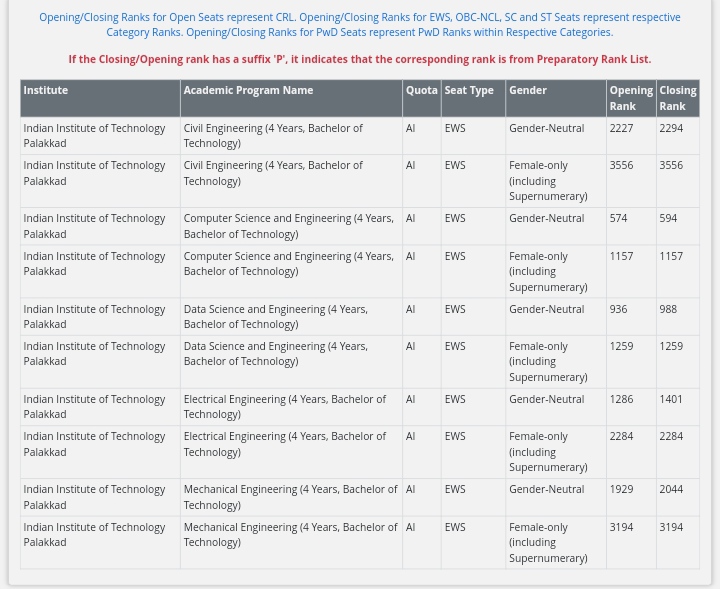 Opening/Closing Ranks for Open Seats represent CRL. Opening/Closing Ranks for EWS, OBC-NCL, SC and ST Seats represent respective
Category Ranks. Opening/Closing Ranks for PwD Seats represent PwD Ranks within Respective Categories.
If the Closing/Opening rank has a suffix 'P', it indicates that the corresponding rank is from Preparatory Rank List.
Institute Academic Program Name Quota Seat Type Gender Opening Closing
Rank Rank
Indian Institute of Technology Civil Engineering (4 Years, Bachelor of AI EWS Gender-Neutral 2227 2294
Palakkad Technology)
Indian Institute of Technology Civil Engineering (4 Years, Bachelor of AI EWS Female-only 3556 3556
Palakkad Technology) (including
Supernumerary)
Indian Institute of Technology Computer Science and Engineering (4 Years, AI EWS Gender-Neutral 574 594
Palakkad Bachelor of Technology)
Indian Institute of Technology Computer Science and Engineering (4 Years, AI EWS Female-only 1157 1157
Palakkad Bachelor of Technology) (including
Supernumerary)
Indian Institute of Technology Data Science and Engineering (4 Years, AI EWS Gender-Neutral 936 988
Palakkad Bachelor of Technology)
Indian Institute of Technology Data Science and Engineering (4 Years, AI EWS Female-only 1259 1259
Palakkad Bachelor of Technology) (including
Supernumerary)
Indian Institute of Technology Electrical Engineering (4 Years, Bachelor of AI EWS Gender-Neutral 1286 1401
Palakkad Technology)
Indian Institute of Technology Electrical Engineering (4 Years, Bachelor of AI EWS Female-only 2284 2284
Palakkad Technology) (including
Supernumerary)
Indian Institute of Technology Mechanical Engineering (4 Years, Bachelor of AI EWS Gender-Neutral 1929 2044
Palakkad Technology)
Indian Institute of Technology Mechanical Engineering (4 Years, Bachelor of AI EWS Female-only 3194 3194
Palakkad Technology) (including
Supernumerary)